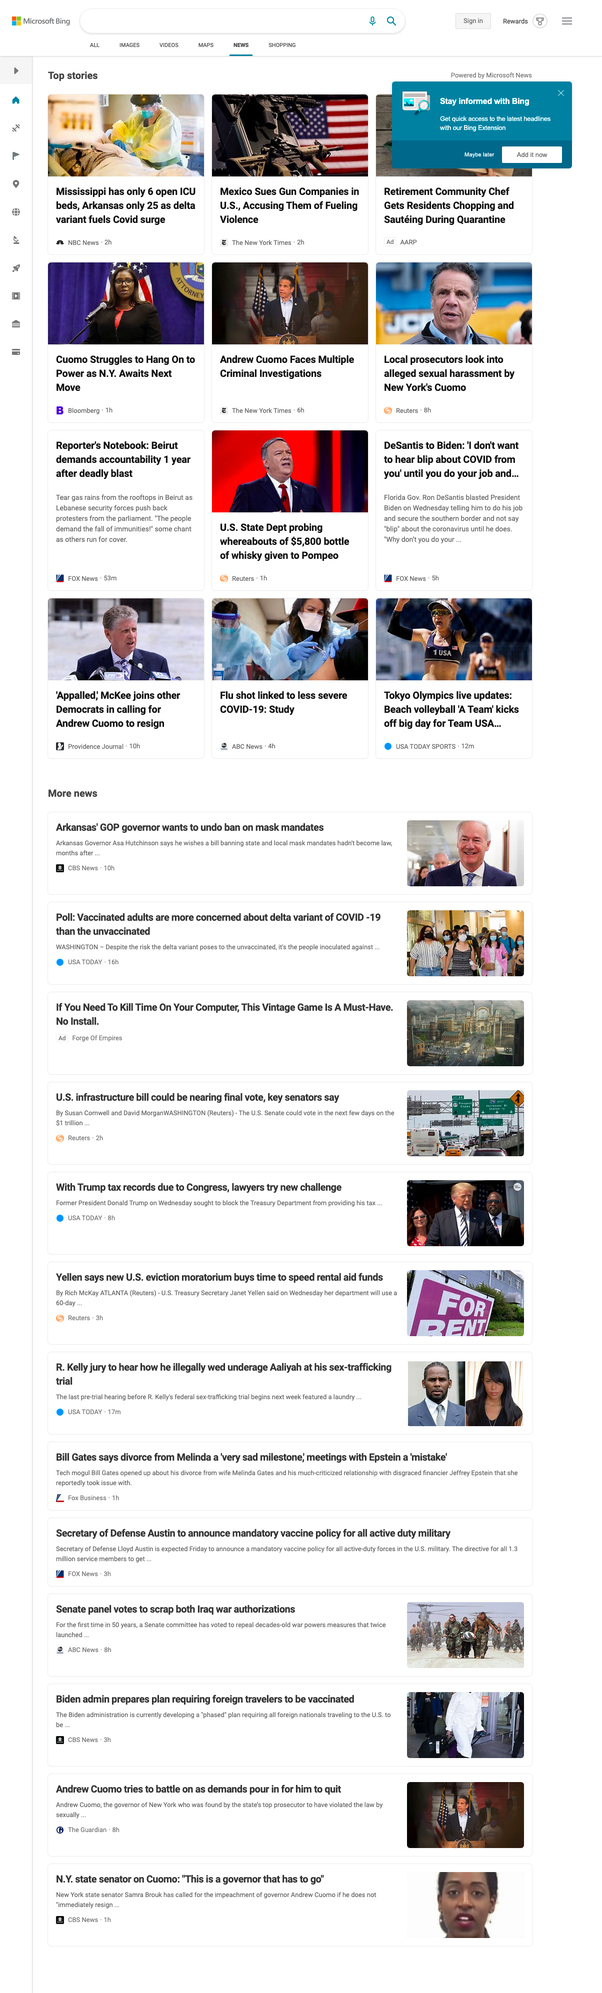 Microsoft Bing
Sign in
Rewards
ALL
IMAGES
VIDEOS
MAPS
NEWS
SHOPPING
Top stories
Powered by Microsoft News
Stay informed with Bing
Get quick access to the latest headlines
with our Bing Extension
Maybe later
Add it now
Mississippi has only 6 open ICU
beds, Arkansas only 25 as delta
variant fuels Covid surge
NBC News · 2h
Mexico Sues Gun Companies in
U.S., Accusing Them of Fueling
Violence
The New York Times · 2h
Retirement Community Chef
Gets Residents Chopping and
Sautéing During Quarantine
Ad AARP
ATTORNEY
Cuomo Struggles to Hang On to
Power as N.Y. Awaits Next
Move
Bloomberg · 1h
Andrew Cuomo Faces Multiple
Criminal Investigations
The New York Times · 6h
Local prosecutors look into
alleged sexual harassment by
New York's Cuomo
Reuters · 8h
Reporter's Notebook: Beirut
demands accountability 1 year
after deadly blast
Tear gas rains from the rooftops in Beirut as
Lebanese security forces push back
protesters from the parliament. "The people
demand the fall of immunities!" some chant
as others run for cover.
FOX News · 53m
U.S. State Dept probing
whereabouts of $5,800 bottle
of whisky given to Pompeo
Reuters · 1h
DeSantis to Biden: 'I don't want
to hear blip about COVID from
you' until you do your job and...
Florida Gov. Ron DeSantis blasted President
Biden on Wednesday telling him to do his job
and secure the southern border and not say
"blip" about the coronavirus until he does.
"Why don't you do your ...
FOX News · 5h
'Appalled,' McKee joins other
Democrats in calling for
Andrew Cuomo to resign
Providence Journal · 10h
Flu shot linked to less severe
COVID-19: Study
ABC News · 4h
1 USA
Tokyo Olympics live updates:
Beach volleyball 'A Team' kicks
off big day for Team USA...
USA TODAY SPORTS · 12m
More news
Arkansas' GOP governor wants to undo ban on mask mandates
Arkansas Governor Asa Hutchinson says he wishes a bill banning state and local mask mandates hadn't become law,
months after ...
CBS News · 10h
Poll: Vaccinated adults are more concerned about delta variant of COVID -19
than the unvaccinated
WASHINGTON – Despite the risk the delta variant poses to the unvaccinated, it's the people inoculated against ...
USA TODAY · 16h
If You Need To Kill Time On Your Computer, This Vintage Game Is A Must-Have.
No Install.
Ad Forge Of Empires
U.S. infrastructure bill could be nearing final vote, key senators say
By Susan Cornwell and David MorganWASHINGTON (Reuters) - The U.S. Senate could vote in the next few days on the
$1 trillion ...
Reuters · 2h
With Trump tax records due to Congress, lawyers try new challenge
Former President Donald Trump on Wednesday sought to block the Treasury Department from providing his tax ...
USA TODAY · 8h
Yellen says new U.S. eviction moratorium buys time to speed rental aid funds
By Rich McKay ATLANTA (Reuters) - U.S. Treasury Secretary Janet Yellen said on Wednesday her department will use a
60-day ...
Reuters · 3h
FOR
RENT
R. Kelly jury to hear how he illegally wed underage Aaliyah at his sex-trafficking
trial
The last pre-trial hearing before R. Kelly's federal sex-trafficking trial begins next week featured a laundry ...
USA TODAY · 17m
Bill Gates says divorce from Melinda a 'very sad milestone,' meetings with Epstein a 'mistake'
Tech mogul Bill Gates opened up about his divorce from wife Melinda Gates and his much-criticized relationship with disgraced financier Jeffrey Epstein that she
reportedly took issue with.
Fox Business · 1h
Secretary of Defense Austin to announce mandatory vaccine policy for all active duty military
Secretary of Defense Lloyd Austin is expected Friday to announce a mandatory vaccine policy for all active-duty forces in the U.S. military. The directive for all 1.3
million service members to get ...
FOX News · 3h
Senate panel votes to scrap both Iraq war authorizations
For the first time in 50 years, a Senate committee has voted to repeal decades-old war powers measures that twice
launched ...
ABC News · 8h
Biden admin prepares plan requiring foreign travelers to be vaccinated
The Biden administration is currently developing a "phased" plan requiring all foreign nationals traveling to the U.S. to
be ...
CBS News · 3h
Andrew Cuomo tries to battle on as demands pour in for him to quit
Andrew Cuomo, the governor of New York who was found by the state's top prosecutor to have violated the law by
sexually ...
The Guardian · 8h
N.Y. state senator on Cuomo: "This is a governor that has to go"
New York state senator Samra Brouk has called for the impeachment of governor Andrew Cuomo if he does not
"immediately resign ...
CBS News · 1h